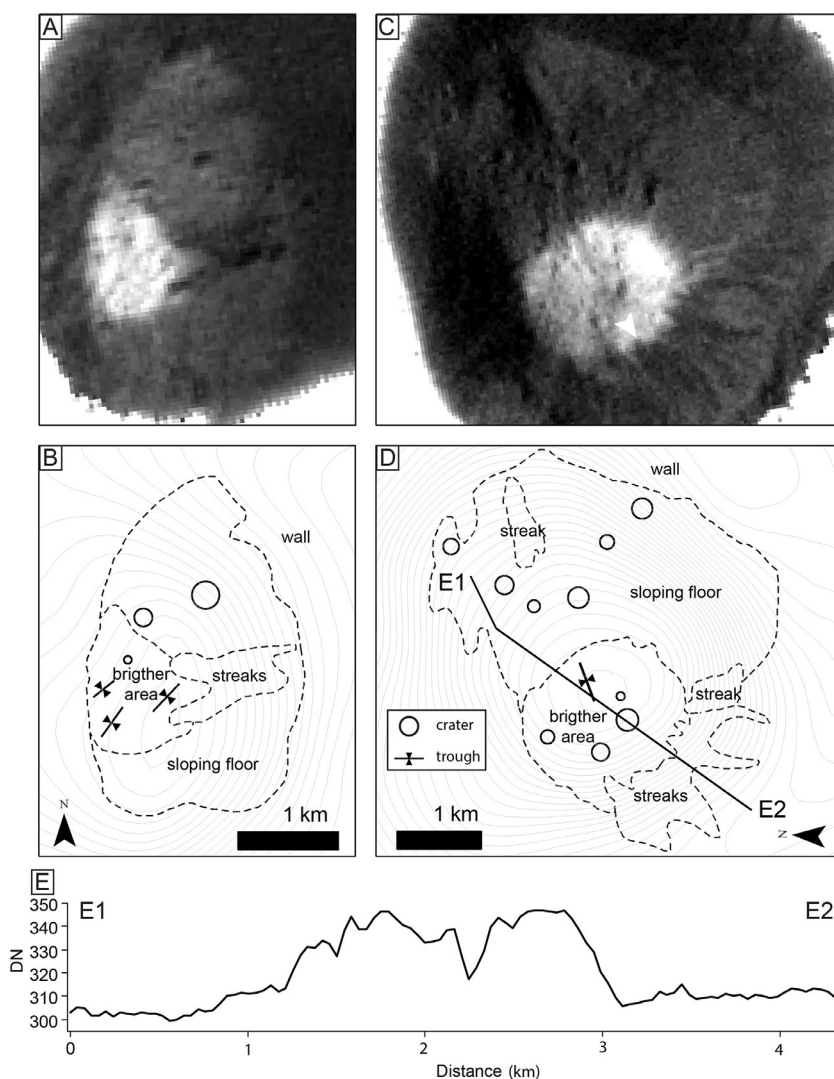 A
C
B
wall
brigther
area
streaks
sloping floor
N
1 km
D
wall
streak
E1
sloping floor
crater
trough
brigther
area
streak
streaks
E2
1 km
N
E
E1
E2
350
340
330
320
310
300
DN
0
1
2
3
4
Distance (km)